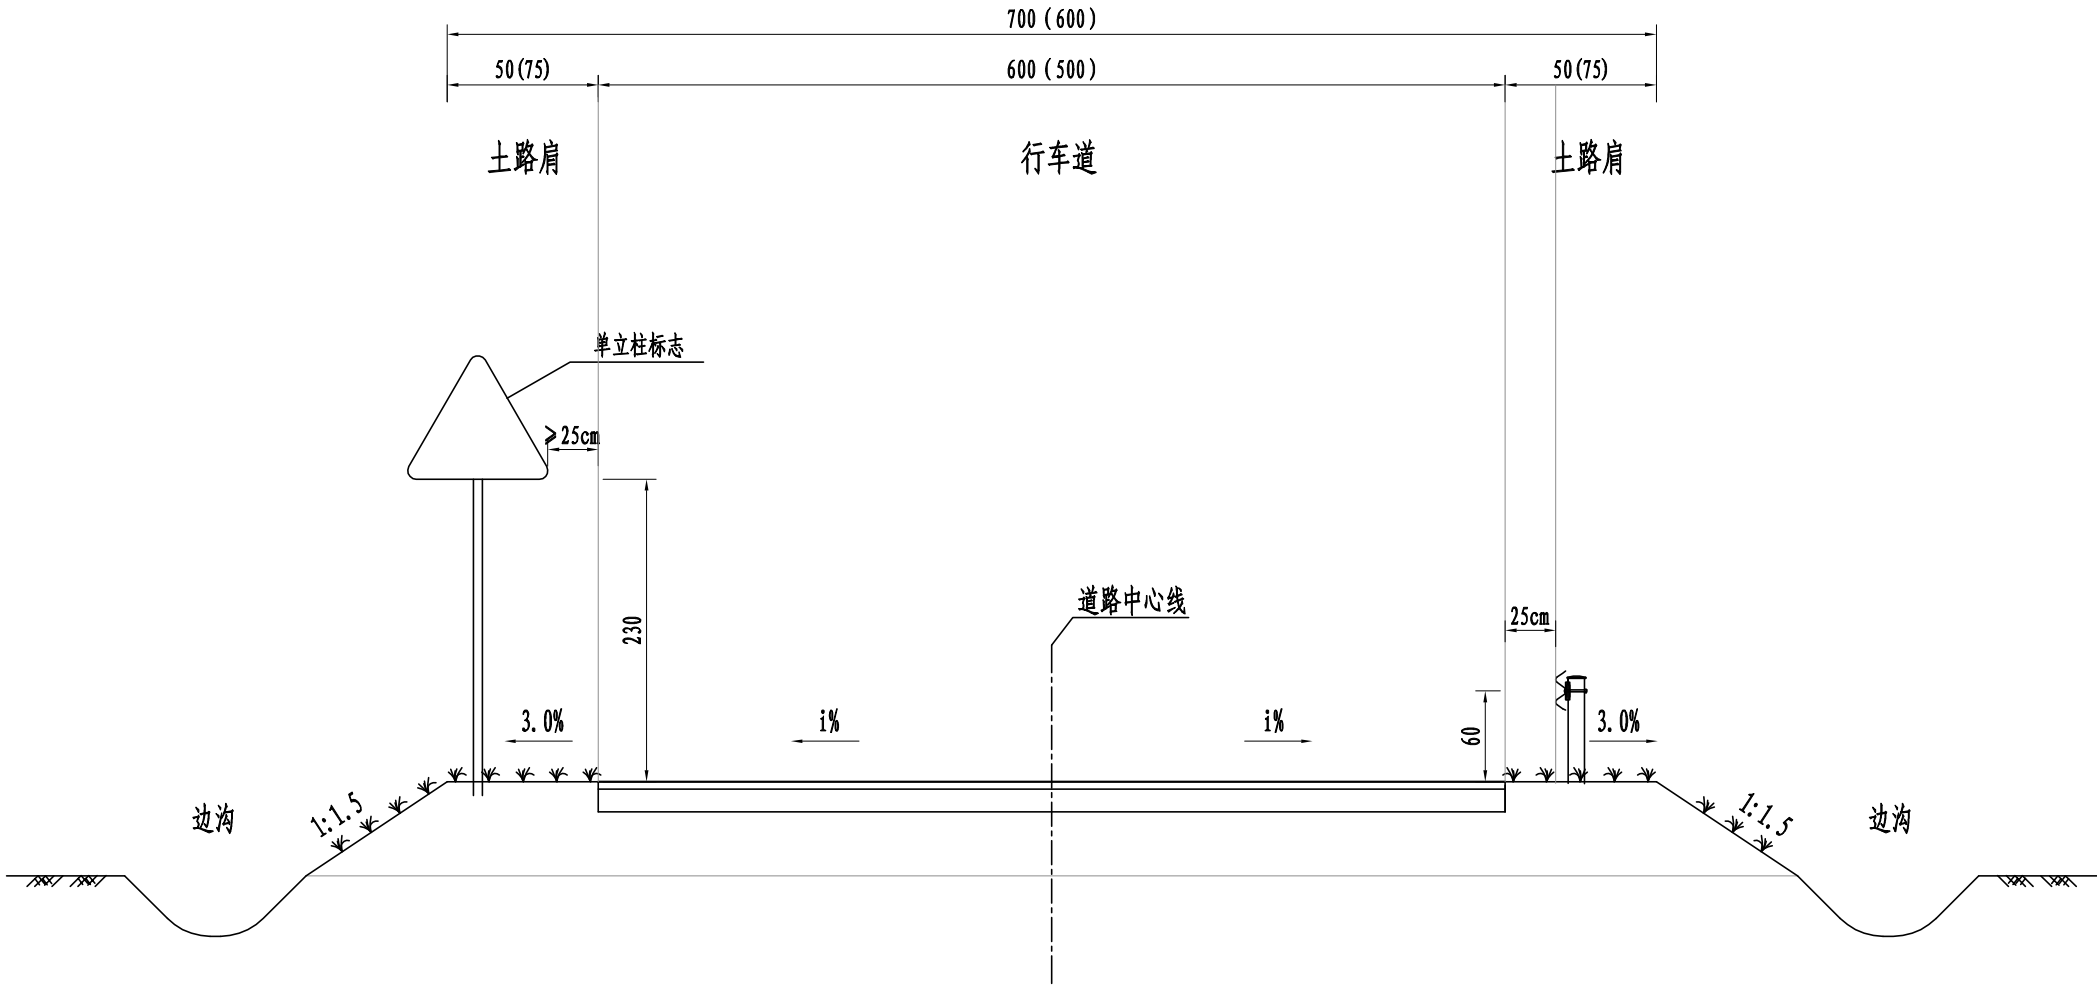 700(600)
50(75)
600(500)
50(75)
土路肩
行车道
土路肩
单立柱标志
≥25cm
道路中心线
230
25cm
3.0%
i%
i%
60
3.0%
边沟
1:1.5
1:1.5
边沟